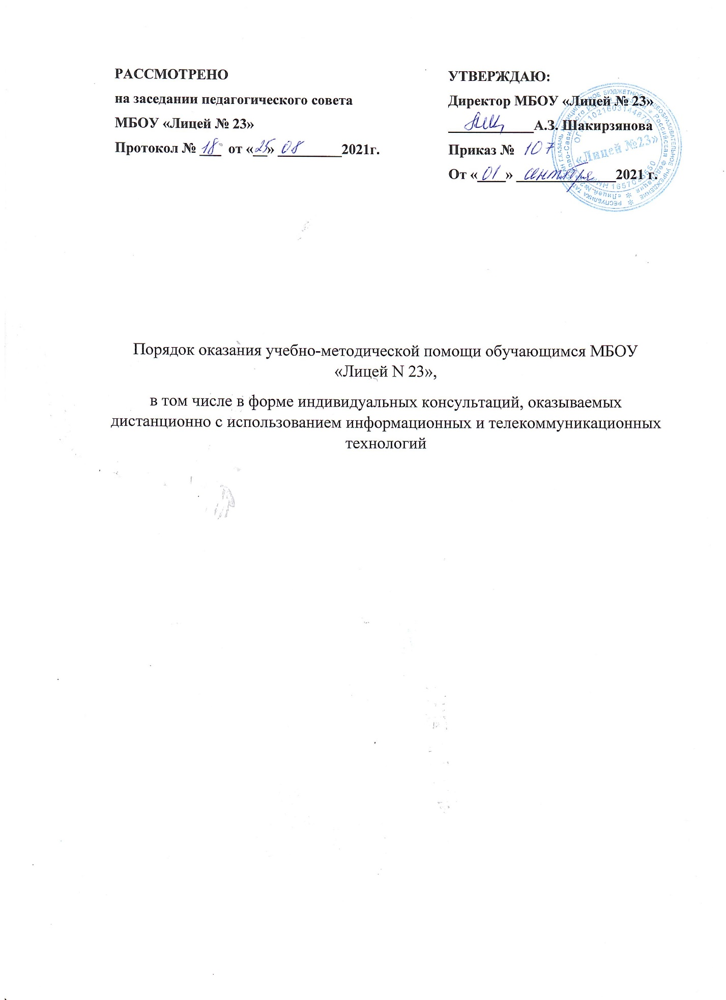 РАССМОТРЕНО
на заседании педагогического совета
МБОУ «Лицей № 23»
Протокол № 18 от «25» 08 2021г.
УТВЕРЖДАЮ:
Директор МБОУ «Лицей № 23»
А.З. Шакирзянова
Приказ № 107
От «01» сентября 2021 г.
«Лицей №23»
Порядок оказания учебно-методической помощи обучающимся МБОУ
«Лицей N 23»,
в том числе в форме индивидуальных консультаций, оказываемых
дистанционно с использованием информационных и телекоммуникационных
технологий